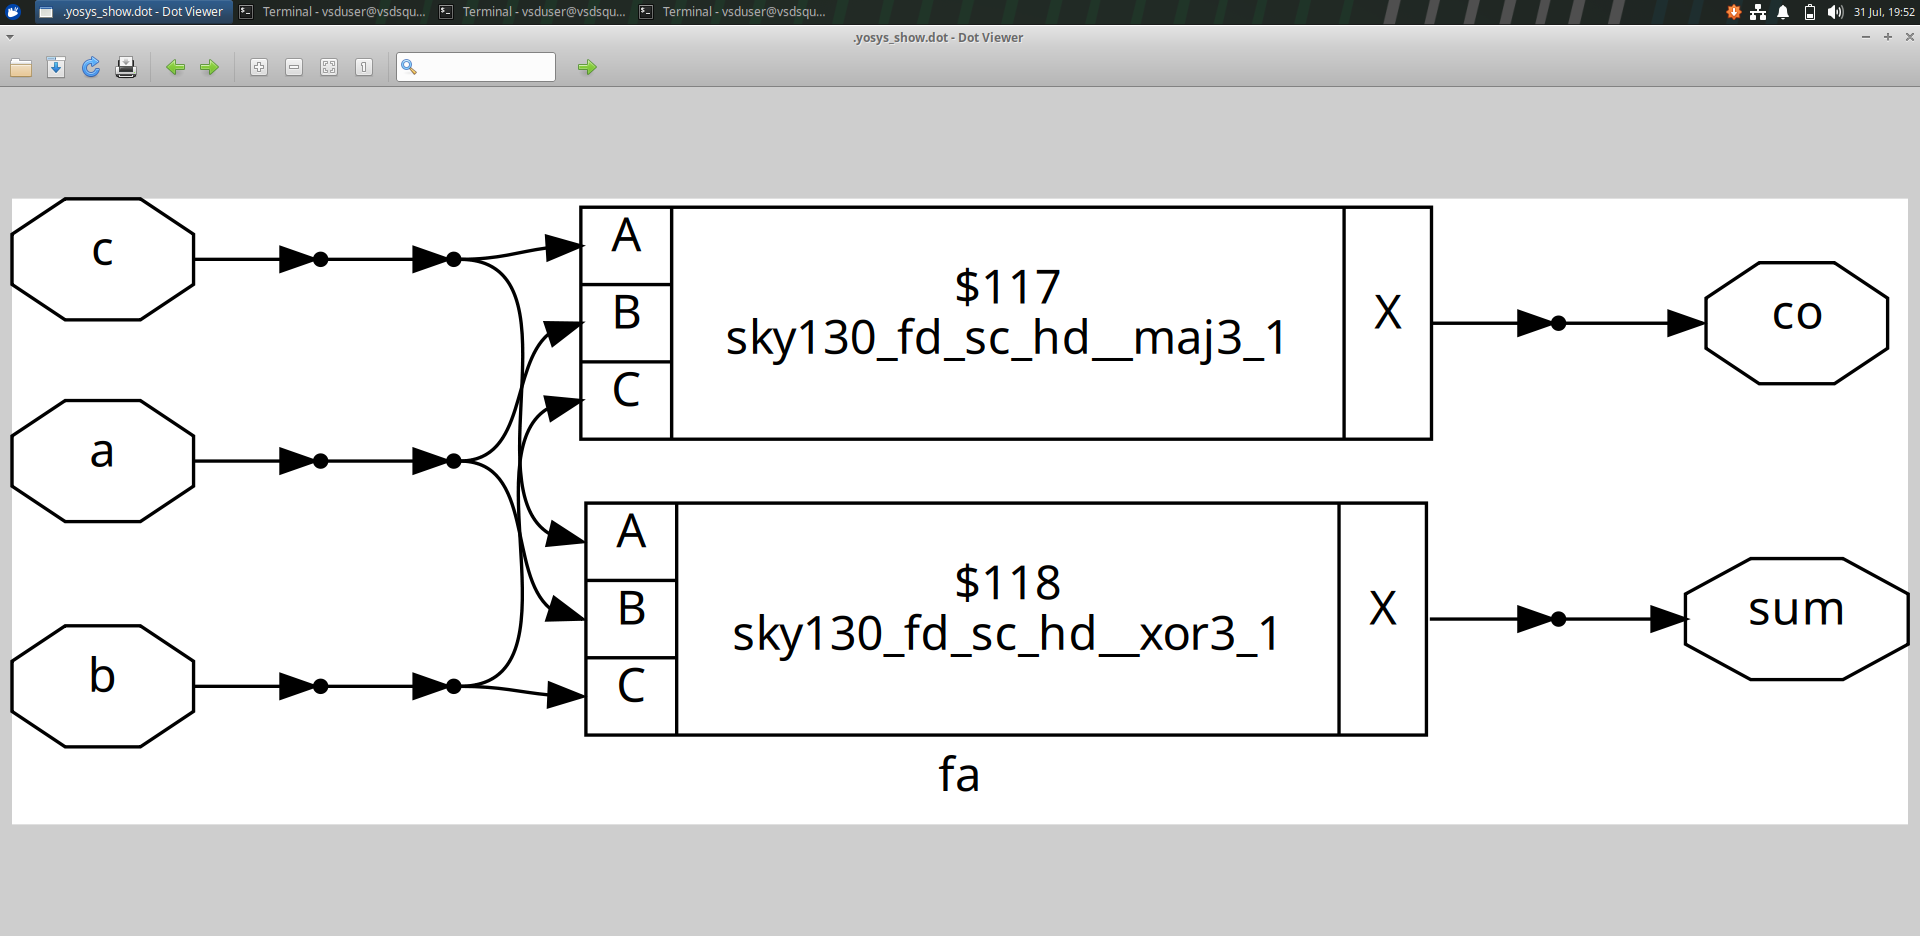 .yosys_show.dot - Dot Viewer
Terminal - vsduser@vsdsqu...
Terminal - vsduser@vsdsqu...
Terminal - vsduser@vsdsqu...
31 Jul, 19:52
.yosys_show.dot - Dot Viewer
c
a
b
A
B
C
$117
sky130_fd_sc_hd__maj3_1
X
co
A
B
C
$118
sky130_fd_sc_hd__xor3_1
X
sum
fa